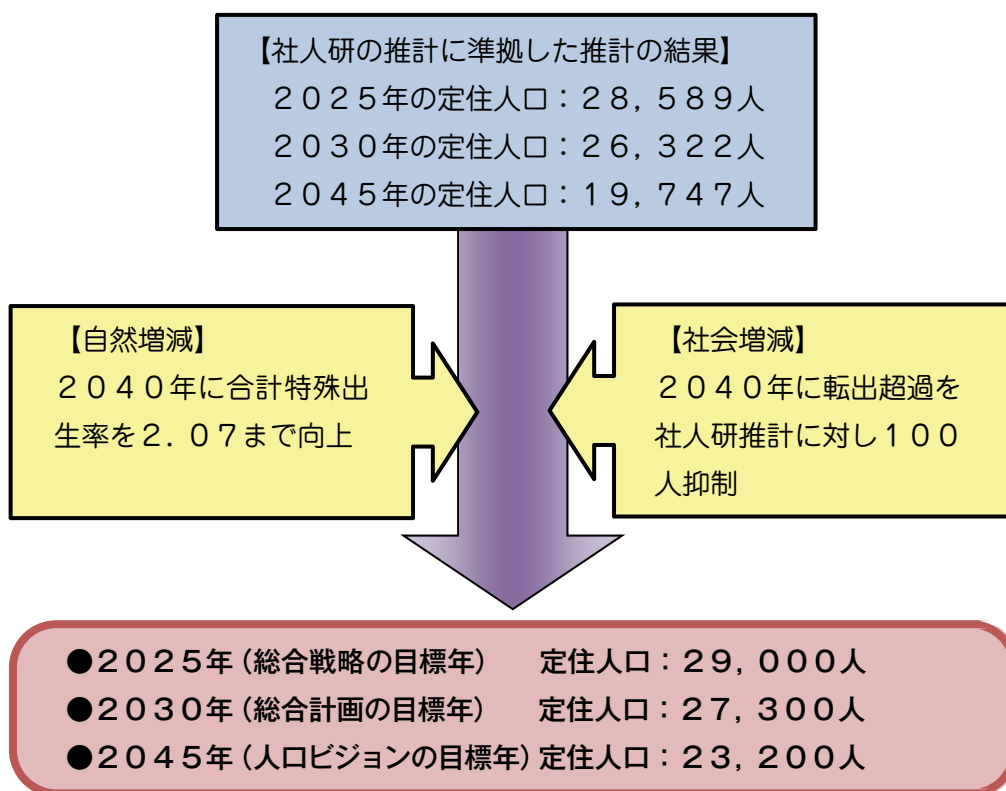 【社人研の推計に準拠した推計の結果】
２０２５年の定住人口：２８，５８９人
２０３０年の定住人口：２６，３２２人
２０４５年の定住人口：１９，７４７人
【自然増減】
２０４０年に合計特殊出
生率を２．０７まで向上
【社会増減】
２０４０年に転出超過を
社人研推計に対し１００
人抑制
●２０２５年（総合戦略の目標年）　定住人口：２９，０００人
●２０３０年（総合計画の目標年）　定住人口：２７，３００人
●２０４５年（人口ビジョンの目標年）定住人口：２３，２００人